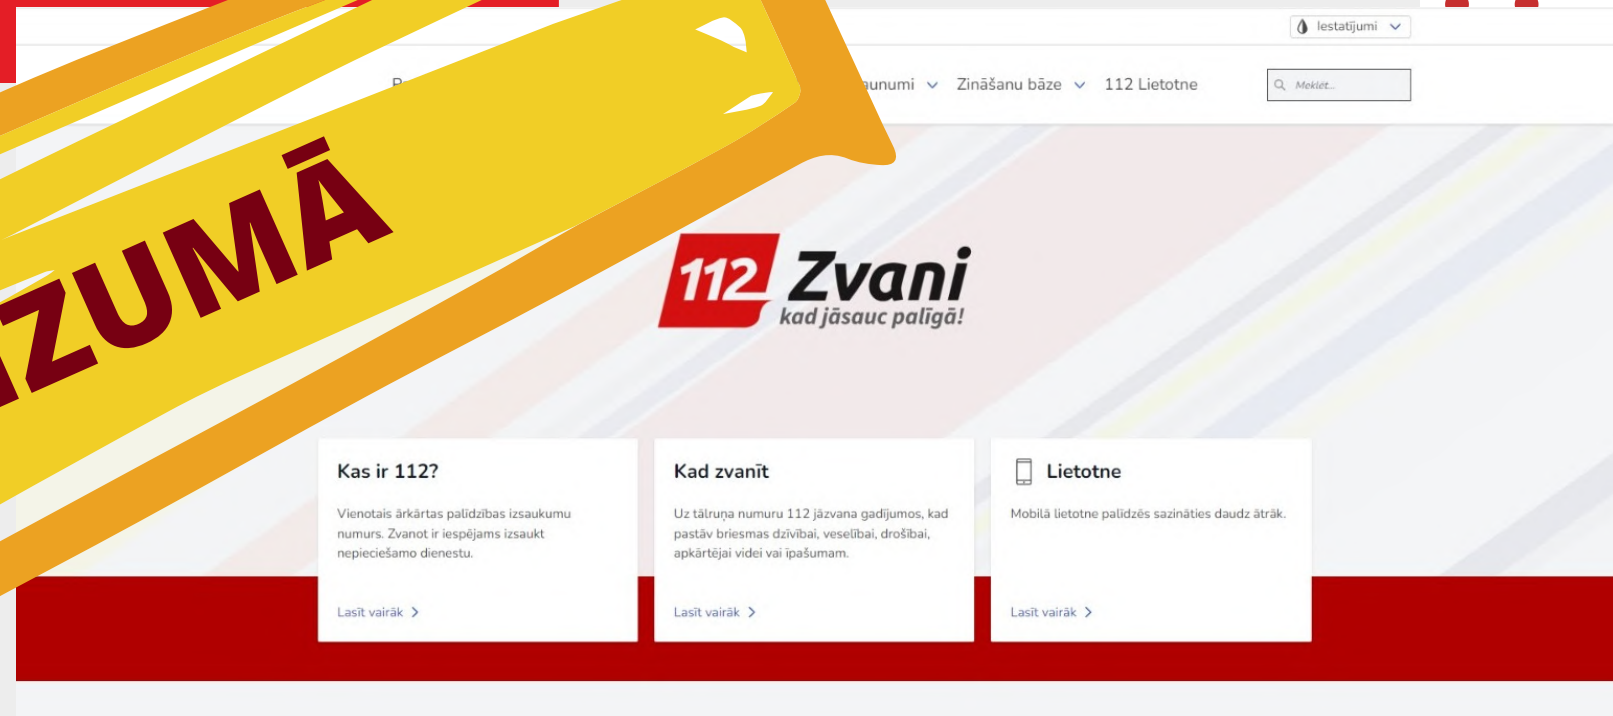 Iestatījumi
Zināšanu bāze
112 Lietotne
Meklēt...
112 Zvani
kad jāsauc palīgā!
Kas ir 112?
Vienotais ārkārtas palīdzības izsaukumu
numurs. Zvanot ir iespējams izsaukt
nepieciešamo dienestu.
Lasīt vairāk
Kad zvanīt
Uz tālruņa numuru 112 jāzvana gadījumos, kad
pastāv briesmas dzīvībai, veselībai, drošībai,
apkārtējai videi vai īpašumam.
Lasīt vairāk
Lietotne
Mobilā lietotne palīdzēs sazināties daudz ātrāk.
Lasīt vairāk